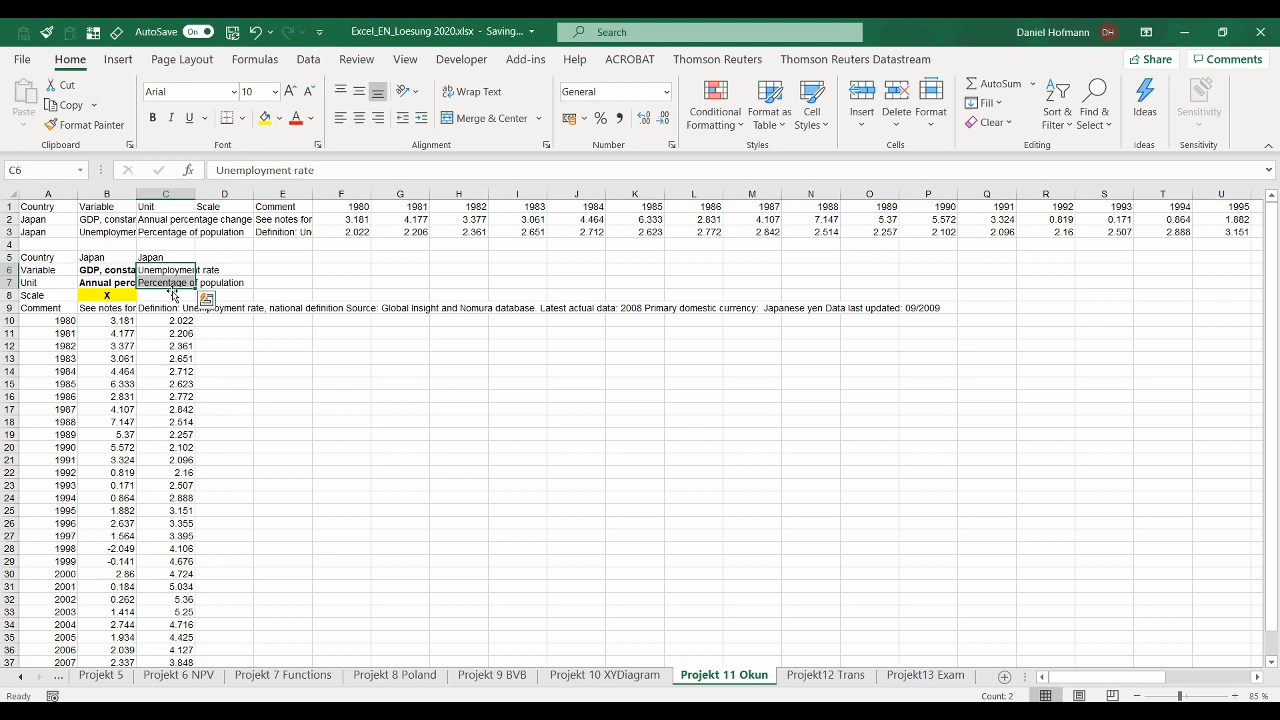 AutoSave On Excel_EN_Loesung 2020.xlsx - Saving... Search Daniel Hofmann DH
File Home Insert Page Layout Formulas Data Review View Developer Add-ins Help ACROBAT Thomson Reuters Thomson Reuters Datastream Share Comments
Paste Cut Copy Format Painter Clipboard
Arial 10 B I U A Font
Wrap Text Merge & Center Alignment
General % Number
Conditional Formatting Format as Table Cell Styles Styles
Insert Delete Format Cells
AutoSum Fill Clear Sort & Filter Find & Select Editing
Ideas Ideas
Sensitivity Sensitivity
C6 fx Unemployment rate
A B C D E F G H I J K L M N O P Q R S T U
1 Country Variable Unit Scale Comment 1980 1981 1982 1983 1984 1985 1986 1987 1988 1989 1990 1991 1992 1993 1994 1995
2 Japan GDP, constan Annual percentage change See notes for 3.181 4.177 3.377 3.061 4.464 6.333 2.831 4.107 7.147 5.37 5.572 3.324 0.819 0.171 0.864 1.882
3 Japan Unemploymen Percentage of population Definition: Un 2.022 2.206 2.361 2.651 2.712 2.623 2.772 2.842 2.514 2.257 2.102 2.096 2.16 2.507 2.888 3.151
4
5 Country Japan Japan
6 Variable GDP, consta Unemployment rate
7 Unit Annual perc Percentage of population
8 Scale X
9 Comment See notes for Definition: Unemployment rate, national definition Source: Global Insight and Nomura database. Latest actual data: 2008 Primary domestic currency: Japanese yen Data last updated: 09/2009
10 1980 3.181 2.022
11 1981 4.177 2.206
12 1982 3.377 2.361
13 1983 3.061 2.651
14 1984 4.464 2.712
15 1985 6.333 2.623
16 1986 2.831 2.772
17 1987 4.107 2.842
18 1988 7.147 2.514
19 1989 5.37 2.257
20 1990 5.572 2.102
21 1991 3.324 2.096
22 1992 0.819 2.16
23 1993 0.171 2.507
24 1994 0.864 2.888
25 1995 1.882 3.151
26 1996 2.637 3.355
27 1997 1.564 3.395
28 1998 -2.049 4.106
29 1999 -0.141 4.676
30 2000 2.86 4.724
31 2001 0.184 5.034
32 2002 0.262 5.36
33 2003 1.414 5.25
34 2004 2.744 4.716
35 2005 1.934 4.425
36 2006 2.039 4.127
37 2007 2.337 3.848
... Projekt 5 Projekt 6 NPV Projekt 7 Functions Projekt 8 Poland Projekt 9 BVB Projekt 10 XYDiagram Projekt 11 Okun Projekt12 Trans Projekt13 Exam
Ready Count: 2 85 %